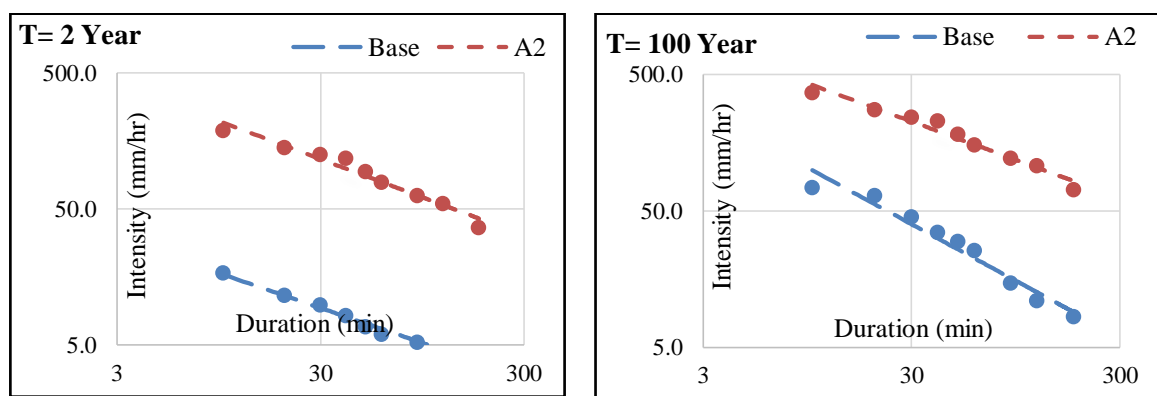 T= 2 Year
Base
A2
500.0
50.0
5.0
3
30
300
Intensity (mm/hr)
Duration (min)
T= 100 Year
Base
A2
500.0
50.0
5.0
3
30
300
Intensity (mm/hr)
Duration (min)